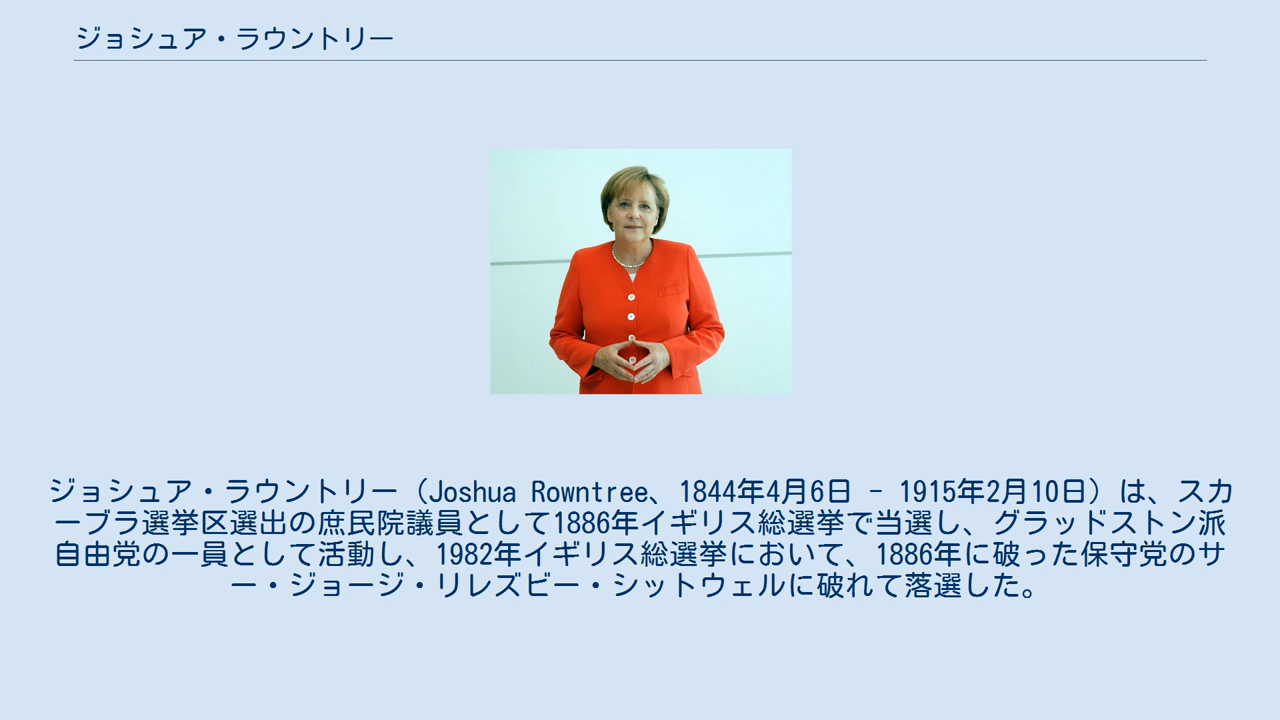 ジョシュア・ラウントリー
ジョシュア・ラウントリー（Joshua Rowntree、1844年4月6日 - 1915年2月10日）は、スカ
ーブラ選挙区選出の庶民院議員として1886年イギリス総選挙で当選し、グラッドストン派
自由党の一員として活動し、1982年イギリス総選挙において、1886年に破った保守党のサ
ー・ジョージ・リレズビー・シットウェルに破れて落選した。